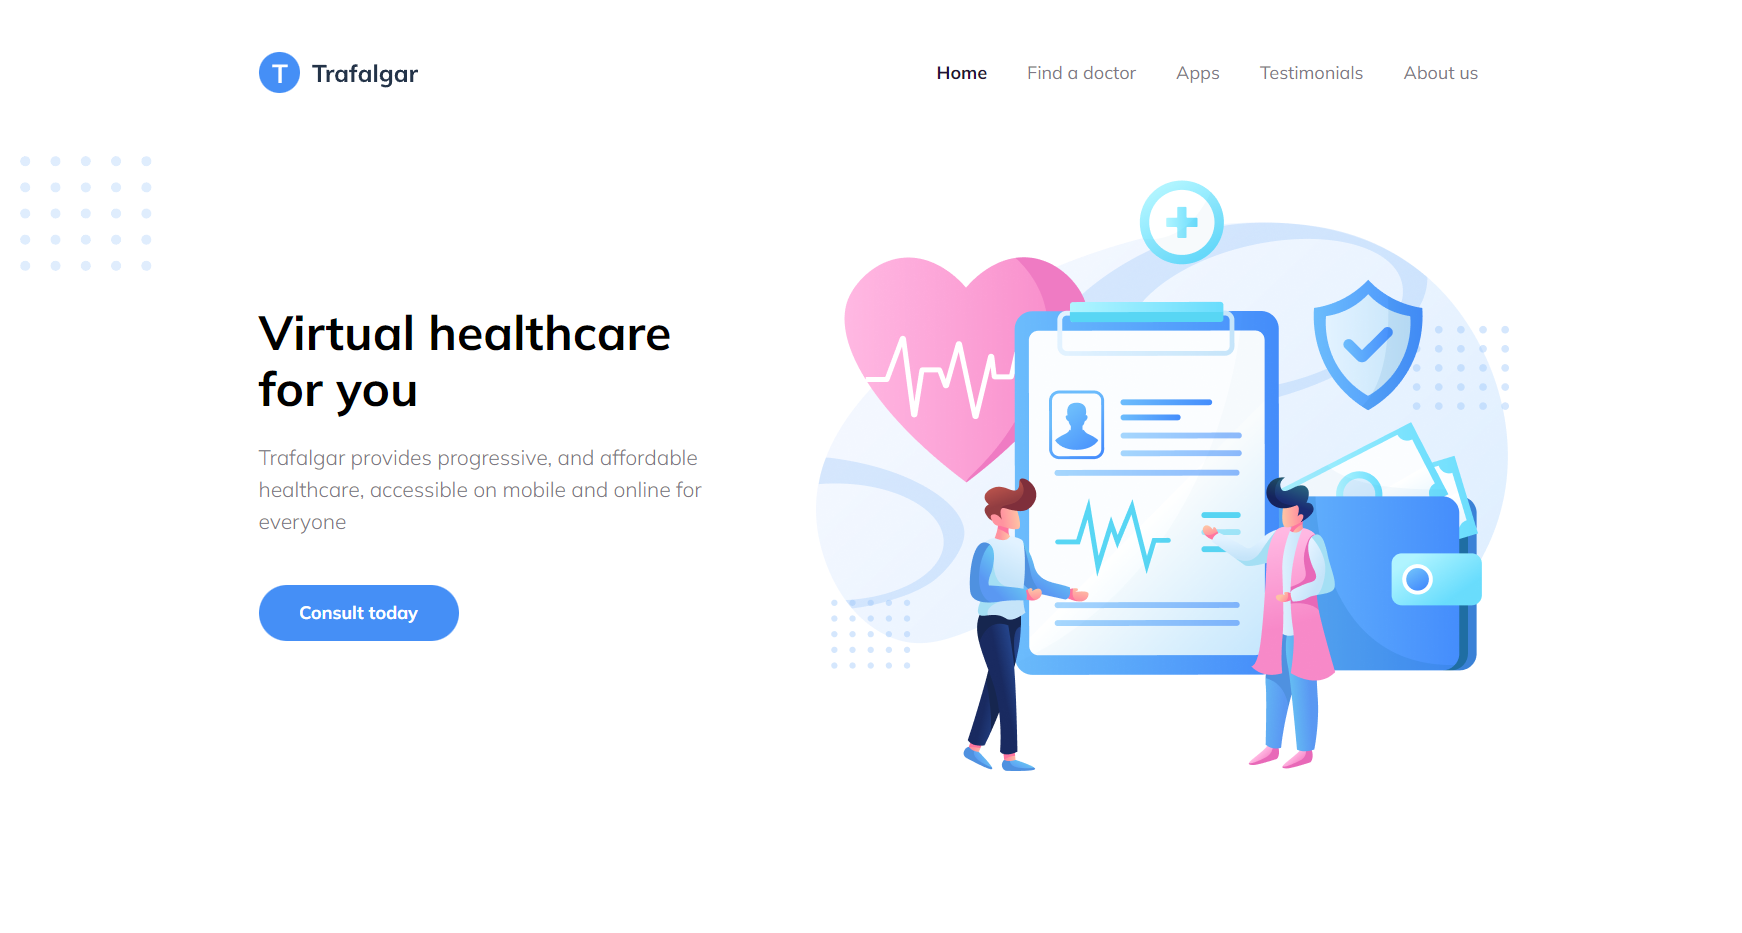 T Trafalgar
Home Find a doctor Apps Testimonials About us
Virtual healthcare
for you
Trafalgar provides progressive, and affordable
healthcare, accessible on mobile and online for
everyone
Consult today